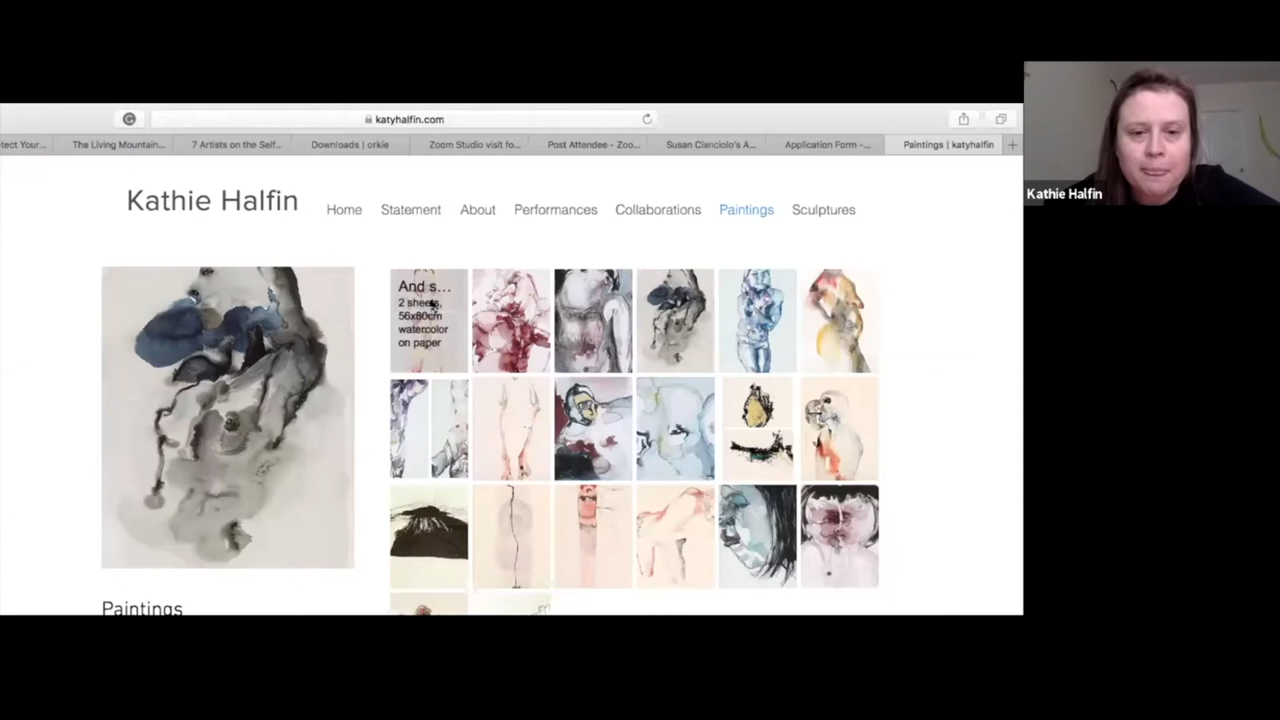 katyhalfin.com
tect Your...
The Living Mountain...
7 Artists on the Self...
Downloads | orkie
Zoom Studio visit fo...
Post Attendee - Zoo...
Susan Cianciolo's A...
Application Form -...
Paintings | katyhalfin
Kathie Halfin
Home
Statement
About
Performances
Collaborations
Paintings
Sculptures
Kathie Halfin
And s...
2 sheets,
56x80cm
watercolor
on paper
Paintings